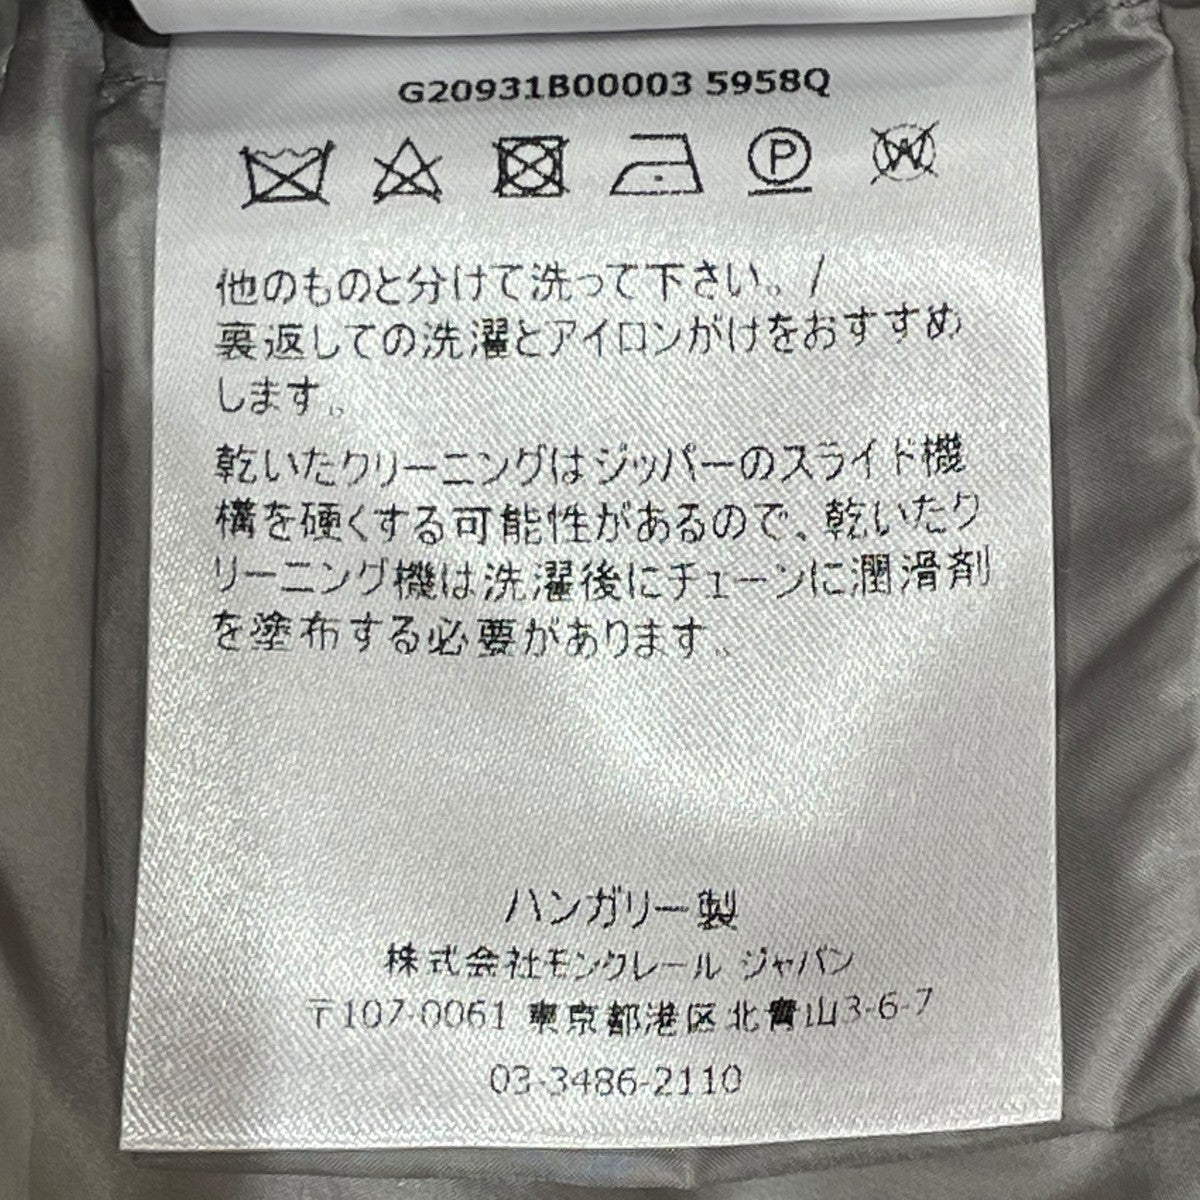 G20931B00003 5958Q
P W
他のものと分けて洗って下さい。/
裏返しての洗濯とアイロンがけをおすすめ
します。
乾いたクリーニングはジッパーのスライド機
構を硬くする可能性があるので、乾いたク
リーニング機は洗濯後にチェーンに潤滑剤
を塗布する必要があります。
ハンガリー製
株式会社モンクレール ジャパン
〒107-0061 東京都港区北青山3-6-7
03-3486-2110